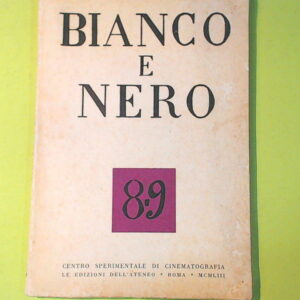 BIANCO
E
NERO
8-9
CENTRO SPERIMENTALE DI CINEMATOGRAFIA
LE EDIZIONI DELL'ATENEO • ROMA • MCMLIII